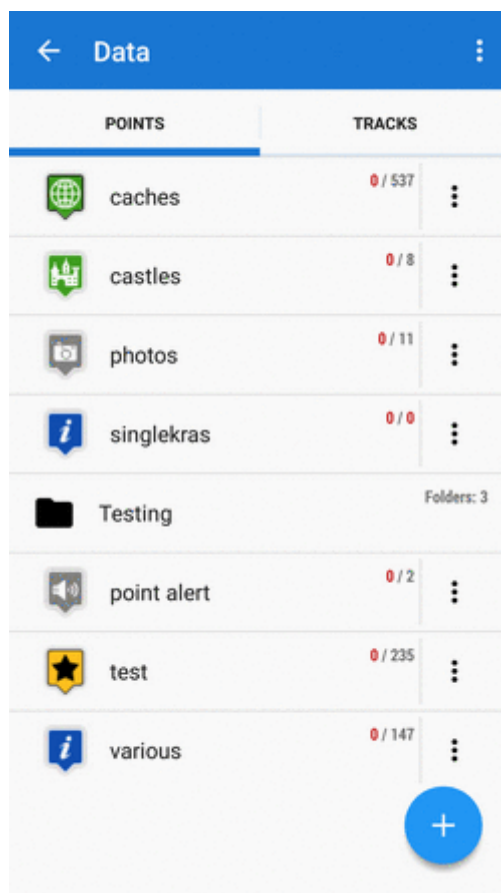 Data
POINTS TRACKS
caches 0 / 537
castles 0 / 8
photos 0 / 11
singlekras 0 / 0
Testing Folders: 3
point alert 0 / 2
test 0 / 235
various 0 / 147